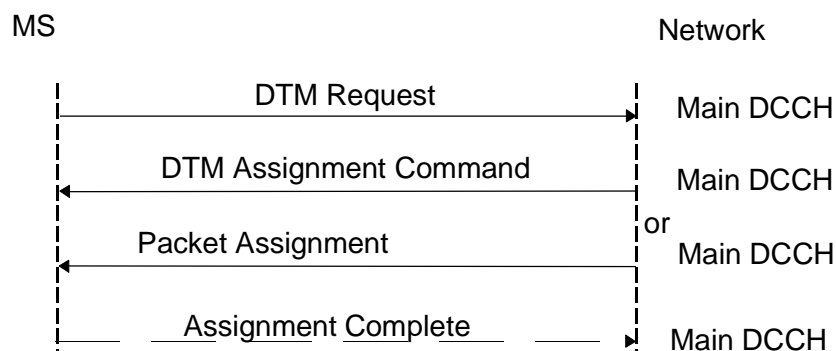 MS
Network
DTM Request
Main DCCH
DTM Assignment Command
Main DCCH
or
Packet Assignment
Main DCCH
Assignment Complete
Main DCCH